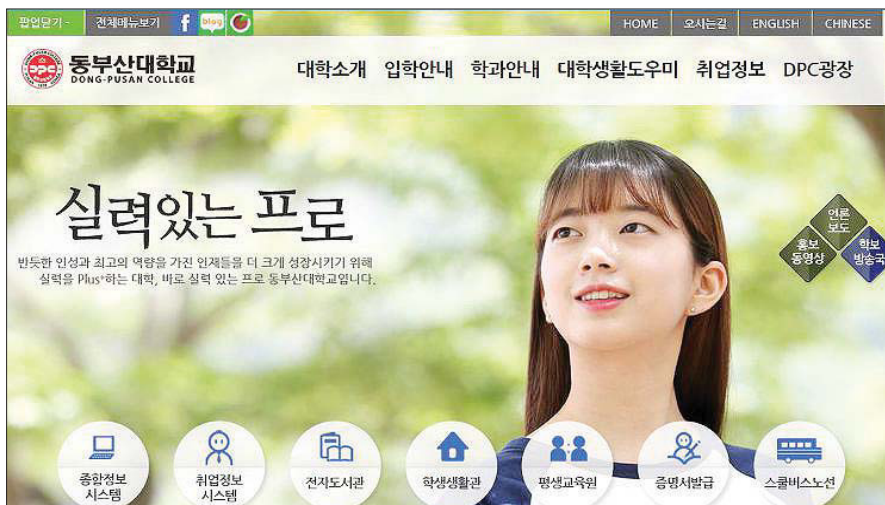 팝업닫기 -
전체메뉴보기
f
blog
HOME
오시는길
ENGLISH
CHINESE
DPC
동부산대학교
DONG-PUSAN COLLEGE
대학소개 입학안내 학과안내 대학생활도우미 취업정보 DPC광장
실력있는 프로
반듯한 인성과 최고의 역량을 가진 인재들을 더 크게 성장시키기 위해
실력을 Plus+하는 대학, 바로 실력 있는 프로 동부산대학교입니다.
언론
보도
홍보
동영상
학보
방송국
종합정보
시스템
취업정보
시스템
전자도서관
학생생활관
평생교육원
증명서발급
스쿨버스노선